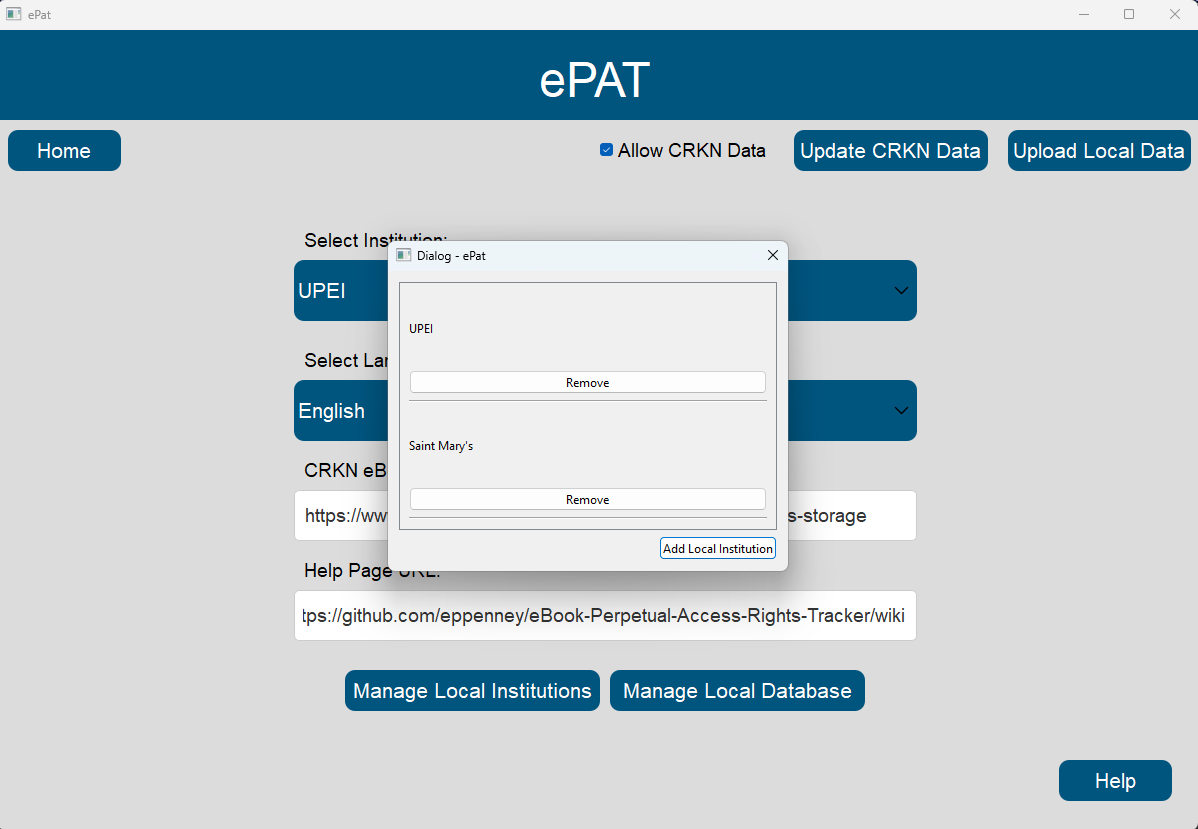 ePat
ePAT
Home
Allow CRKN Data
Update CRKN Data
Upload Local Data
Select Institution:
UPEI
Dialog - ePat
UPEI
Remove
Saint Mary's
Remove
Add Local Institution
Select Lan
English
CRKN eB
https://ww
s-storage
Help Page URL:
tps://github.com/eppenney/eBook-Perpetual-Access-Rights-Tracker/wiki
Manage Local Institutions
Manage Local Database
Help